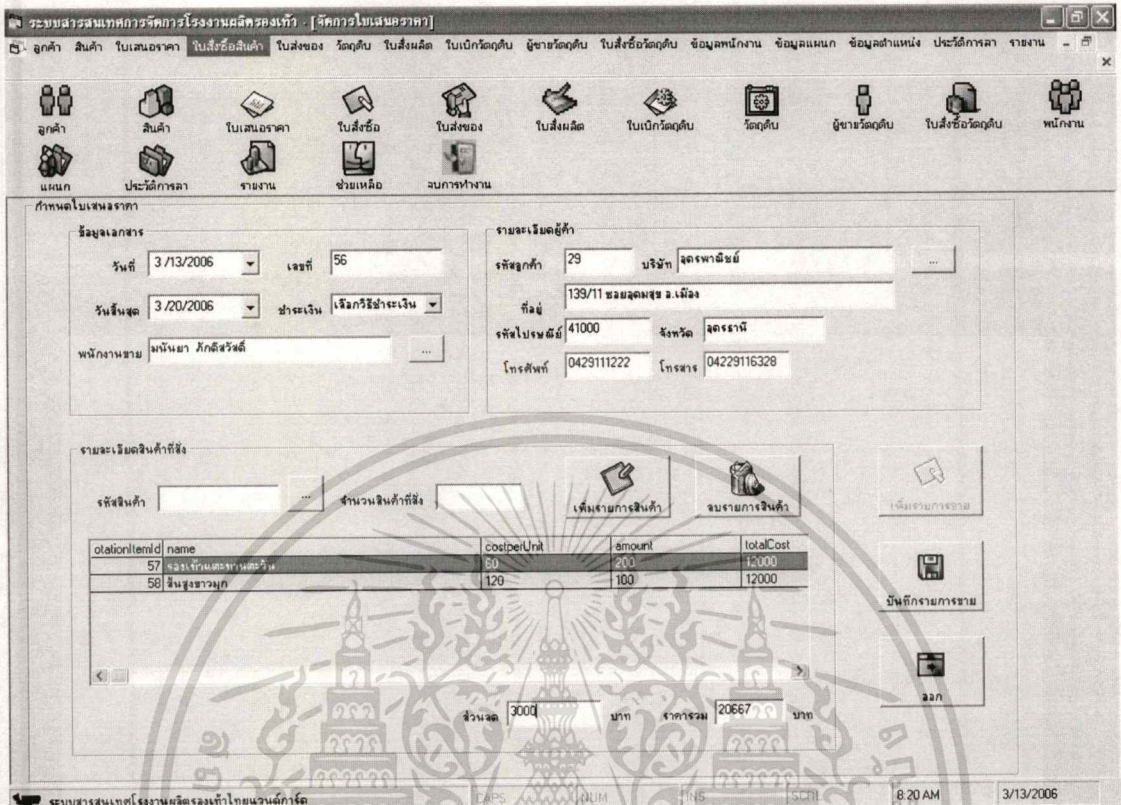 ระบบสารสนเทศการจัดการโรงงานผลิตรองเท้า - [จัดการใบเสนอราคา]
ลูกค้า สินค้า ใบเสนอราคา ใบสั่งซื้อสินค้า ใบส่งของ วัตถุดิบ ใบสั่งผลิต ใบเบิกวัตถุดิบ ผู้ขายวัตถุดิบ ใบสั่งซื้อวัตถุดิบ ข้อมูลพนักงาน ข้อมูลแผนก ข้อมูลตำแหน่ง ประวัติการลา รายงาน
ลูกค้า สินค้า ใบเสนอราคา ใบสั่งซื้อ ใบส่งของ ใบสั่งผลิต ใบเบิกวัตถุดิบ วัตถุดิบ ผู้ขายวัตถุดิบ ใบสั่งซื้อวัตถุดิบ พนักงาน
แผนก ประวัติการลา รายงาน ช่วยเหลือ จบการทำงาน
กำหนดใบเสนอราคา
ข้อมูลเอกสาร
วันที่ 3 /13/2006 เลขที่ 56
วันสิ้นสุด 3 /20/2006 ชำระเงิน เลือกวิธีชำระเงิน
พนักงานขาย มนันยา ภักดีสวัสดิ์ ...
รายละเอียดผู้ค้า
รหัสลูกค้า 29 บริษัท อุดรพาณิชย์ ...
ที่อยู่ 139/11 ซอยอุดมสุข อ.เมือง
รหัสไปรษณีย์ 41000 จังหวัด อุดรธานี
โทรศัพท์ 0429111222 โทรสาร 04229116328
รายละเอียดสินค้าที่สั่ง
รหัสสินค้า ... จำนวนสินค้าที่สั่ง เพิ่มรายการสินค้า ลบรายการสินค้า
เพิ่มรายการขาย
otationItemId name costperUnit amount totalCost
57 รองเท้าแตะทานตะวัน 60 200 12000
58 ส้นสูงขาวมุก 120 100 12000
บันทึกรายการขาย
ออก
ส่วนลด 3000 บาท ราคารวม 20667 บาท
ระบบสารสนเทศโรงงานผลิตรองเท้าไทยแวนด์การ์ด CAPS NUM INS SCRL 8:20 AM 3/13/2006